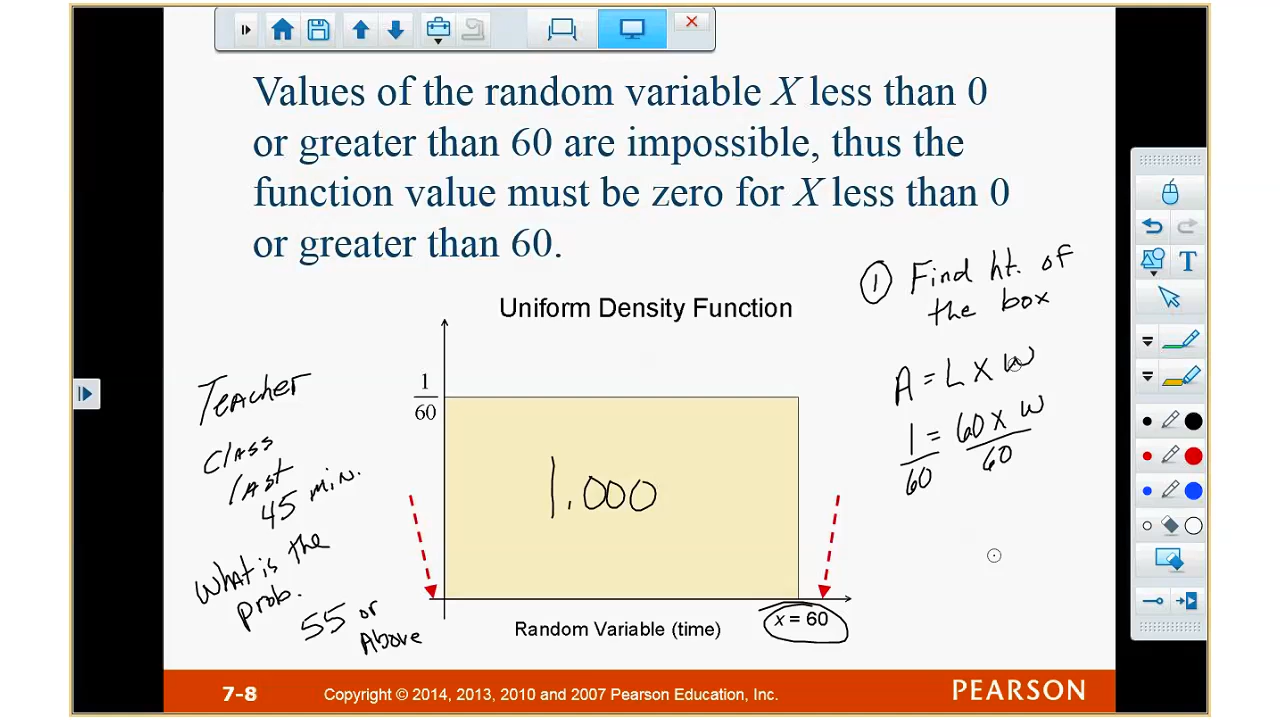 Values of the random variable X less than 0
or greater than 60 are impossible, thus the
function value must be zero for X less than 0
or greater than 60.
① Find ht. of
the box
A = L X W
1 = 60 X W
60 60
Uniform Density Function
1
60
1.000
x = 60
Random Variable (time)
Teacher
class
last
45 min.
What is the
prob.
55 or
Above
7-8 Copyright © 2014, 2013, 2010 and 2007 Pearson Education, Inc. PEARSON
T